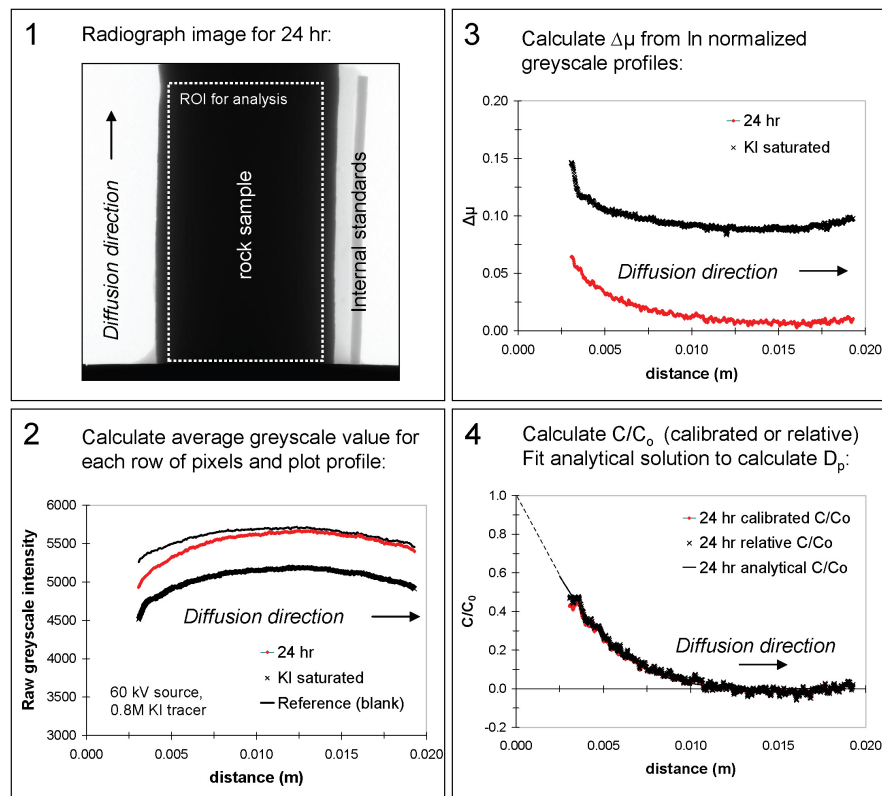 1
Radiograph image for 24 hr:
ROI for analysis
Diffusion direction
rock sample
Internal standards
2
Calculate average greyscale value for
each row of pixels and plot profile:
6000
5500
5000
4500
4000
3500
3000
Raw greyscale intensity
Diffusion direction
24 hr
KI saturated
Reference (blank)
60 kV source,
0.8M KI tracer
0.000
0.005
0.010
0.015
0.020
distance (m)
3
Calculate Δμ from ln normalized
greyscale profiles:
0.20
0.15
0.10
0.05
0.00
Δμ
24 hr
KI saturated
Diffusion direction
0.000
0.005
0.010
0.015
0.020
distance (m)
4
Calculate C/Co (calibrated or relative)
Fit analytical solution to calculate Dp:
1.0
0.8
0.6
0.4
0.2
0.0
-0.2
C/C0
24 hr calibrated C/Co
24 hr relative C/Co
24 hr analytical C/Co
Diffusion direction
0.000
0.005
0.010
0.015
0.020
distance (m)